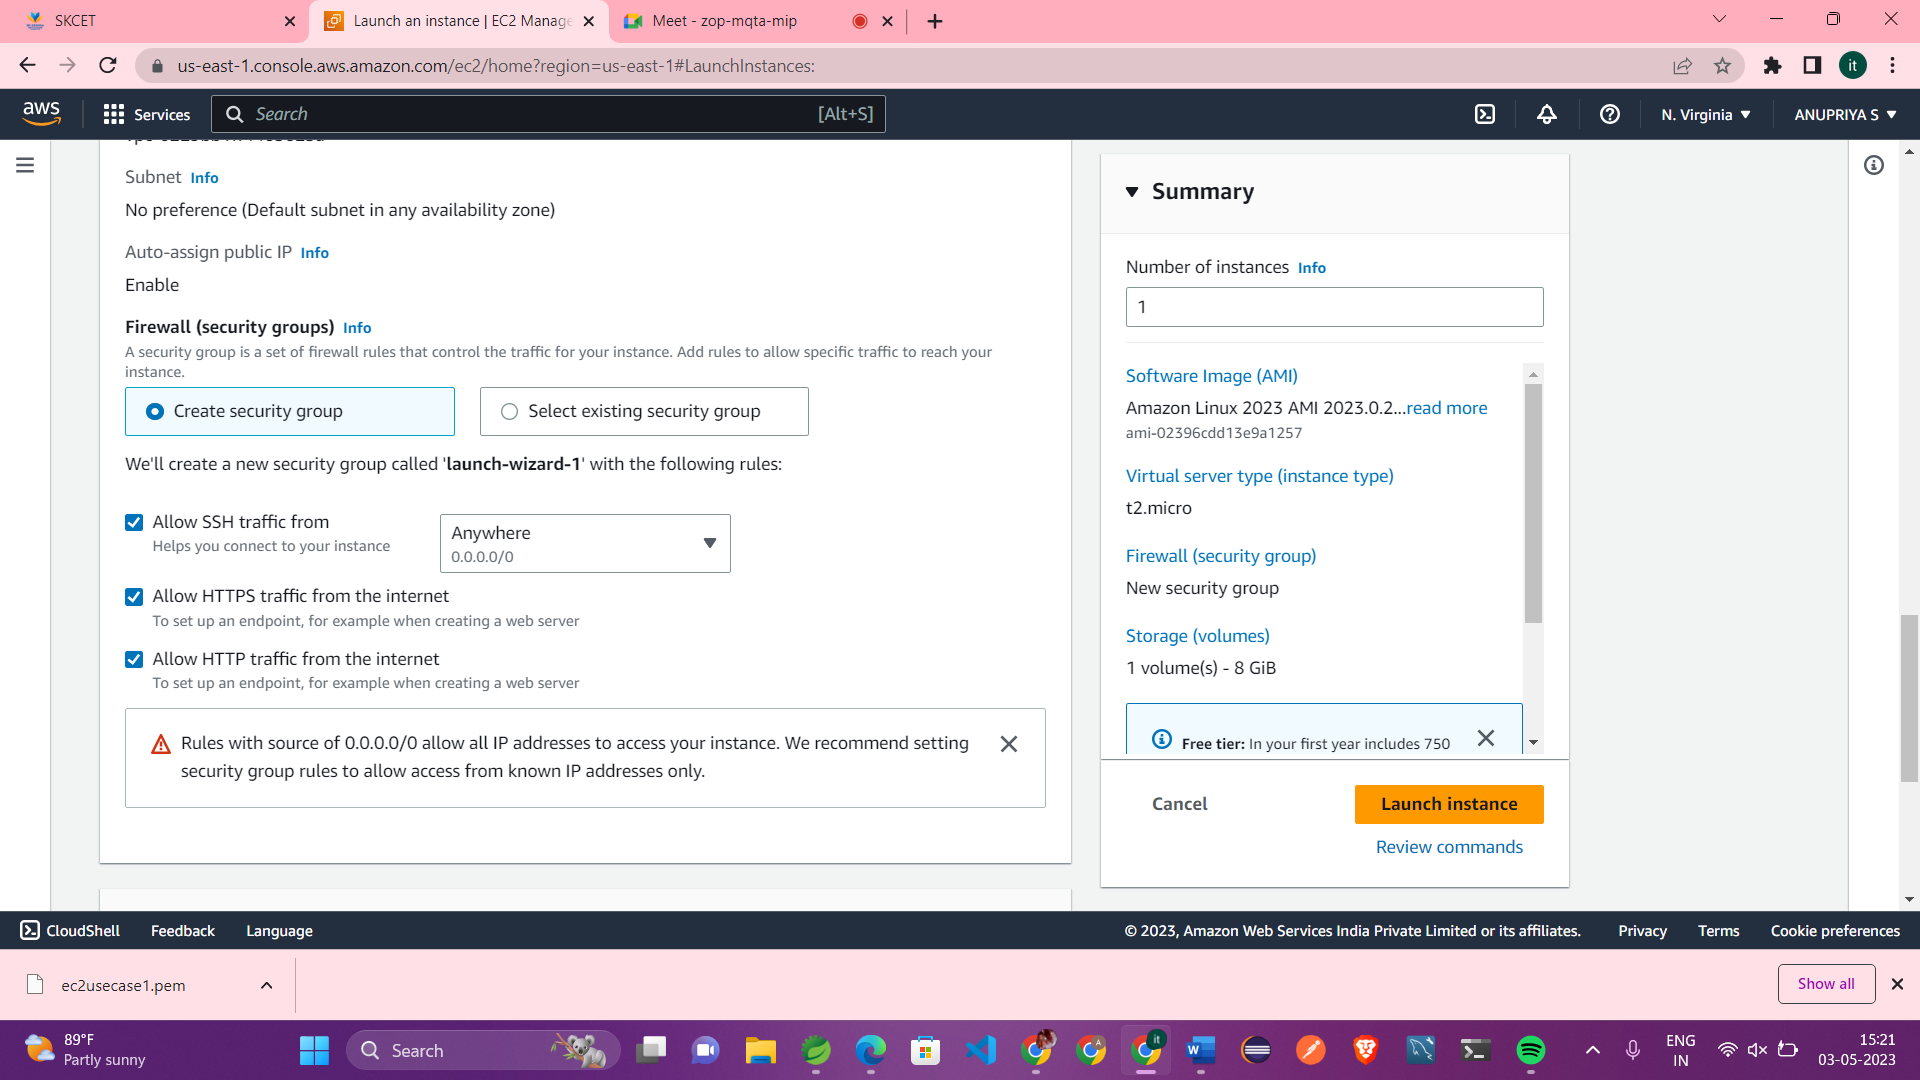 SKCET
Launch an instance | EC2 Manage
Meet - zop-mqta-mip
us-east-1.console.aws.amazon.com/ec2/home?region=us-east-1#LaunchInstances:
it
aws
Services
Search
[Alt+S]
N. Virginia
ANUPRIYA S
Subnet Info
No preference (Default subnet in any availability zone)
Auto-assign public IP Info
Enable
Firewall (security groups) Info
A security group is a set of firewall rules that control the traffic for your instance. Add rules to allow specific traffic to reach your
instance.
Create security group
Select existing security group
We'll create a new security group called 'launch-wizard-1' with the following rules:
Allow SSH traffic from
Helps you connect to your instance
Anywhere
0.0.0.0/0
Allow HTTPS traffic from the internet
To set up an endpoint, for example when creating a web server
Allow HTTP traffic from the internet
To set up an endpoint, for example when creating a web server
Rules with source of 0.0.0.0/0 allow all IP addresses to access your instance. We recommend setting
security group rules to allow access from known IP addresses only.
Summary
Number of instances Info
1
Software Image (AMI)
Amazon Linux 2023 AMI 2023.0.2...read more
ami-02396cdd13e9a1257
Virtual server type (instance type)
t2.micro
Firewall (security group)
New security group
Storage (volumes)
1 volume(s) - 8 GiB
Free tier: In your first year includes 750
Cancel
Launch instance
Review commands
CloudShell
Feedback
Language
© 2023, Amazon Web Services India Private Limited or its affiliates.
Privacy
Terms
Cookie preferences
ec2usecase1.pem
Show all
89°F
Partly sunny
Search
A
it
ENG
IN
15:21
03-05-2023